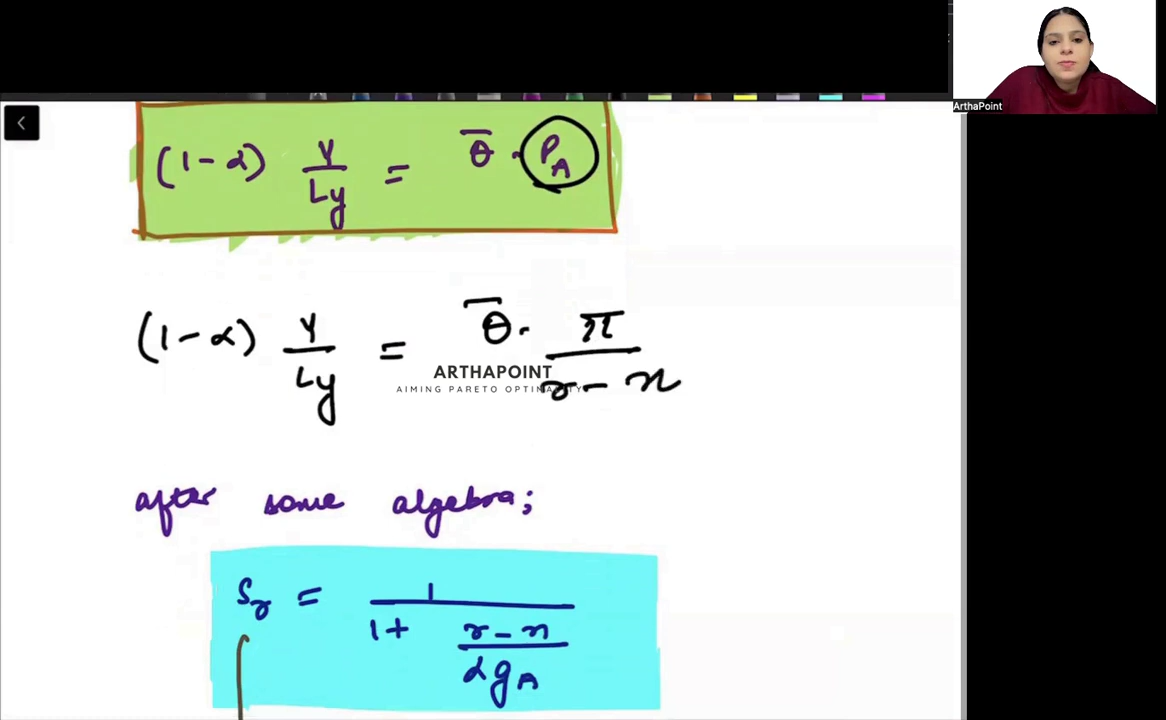 ArthaPoint
(1-α) Y/Ly = θ̄ · P_A
(1-α) Y/Ly = θ̄ · π/(r-n)
ARTHAPOINT
AIMING PARETO OPTIMALITY
after some algebra;
S_r = 1/(1 + (r-n)/(αg_A))